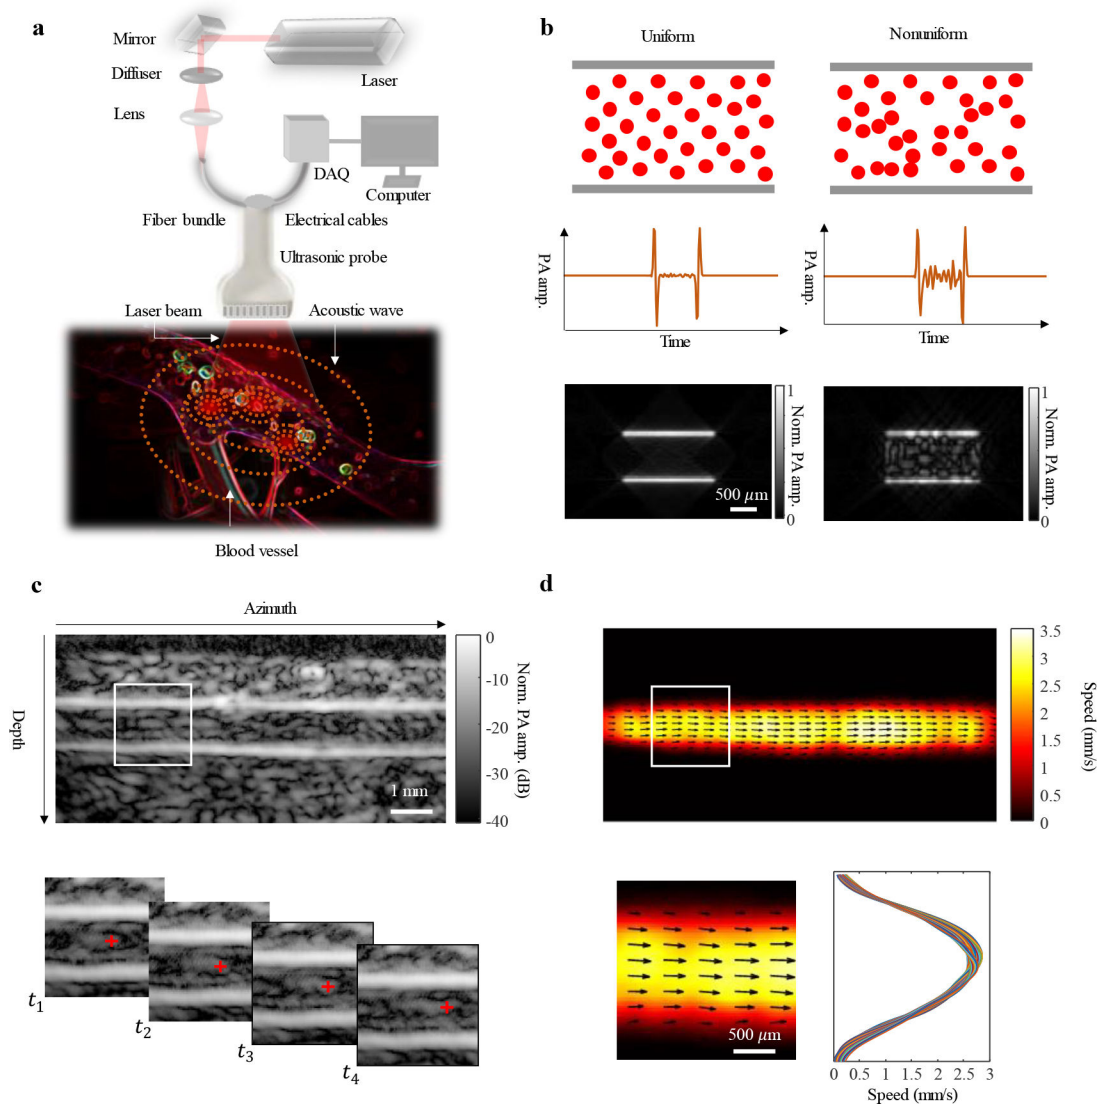 a
Mirror
Diffuser
Laser
Lens
DAQ
Computer
Fiber bundle
Electrical cables
Ultrasonic probe
Laser beam
Acoustic wave
Blood vessel
b
Uniform
Nonuniform
PA amp.
Time
PA amp.
Time
500 µm
1
Norm. PA amp.
0
1
Norm. PA amp.
0
c
Azimuth
Depth
1 mm
0
-10
-20
-30
-40
Norm. PA amp. (dB)
t1
t2
t3
t4
d
3.5
3
2.5
2
1.5
1
0.5
0
Speed (mm/s)
500 µm
0 0.5 1 1.5 2 2.5 3
Speed (mm/s)